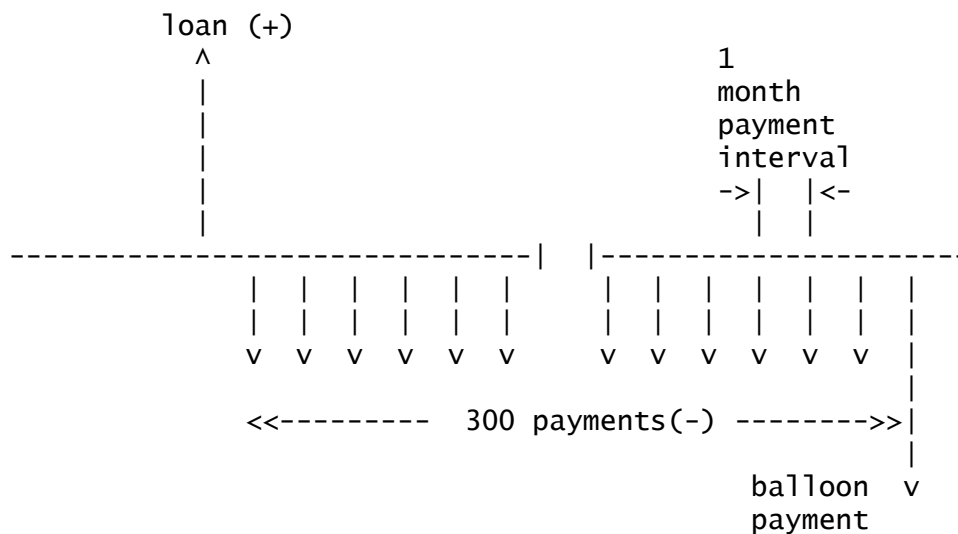 loan (+)
1
month
payment
interval
->| |<-
<<--------- 300 payments(-) -------->>
balloon
payment